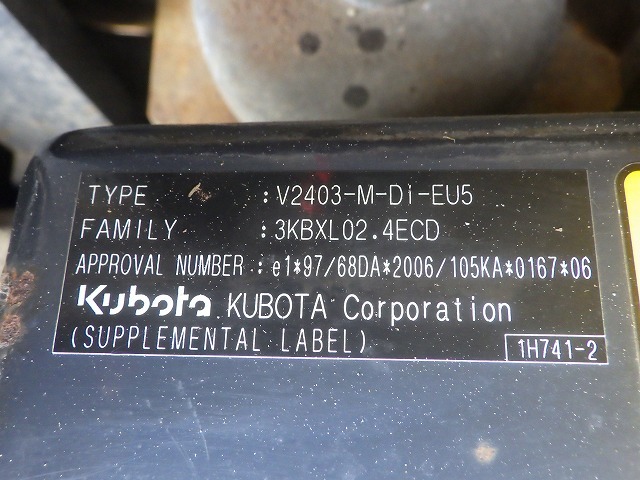 TYPE : V2403-M-Di-EU5
FAMILY : 3KBXL02.4ECD
APPROVAL NUMBER : e1*97/68DA*2006/105KA*0167*06
Kubota. KUBOTA Corporation
(SUPPLEMENTAL LABEL) 1H741-2